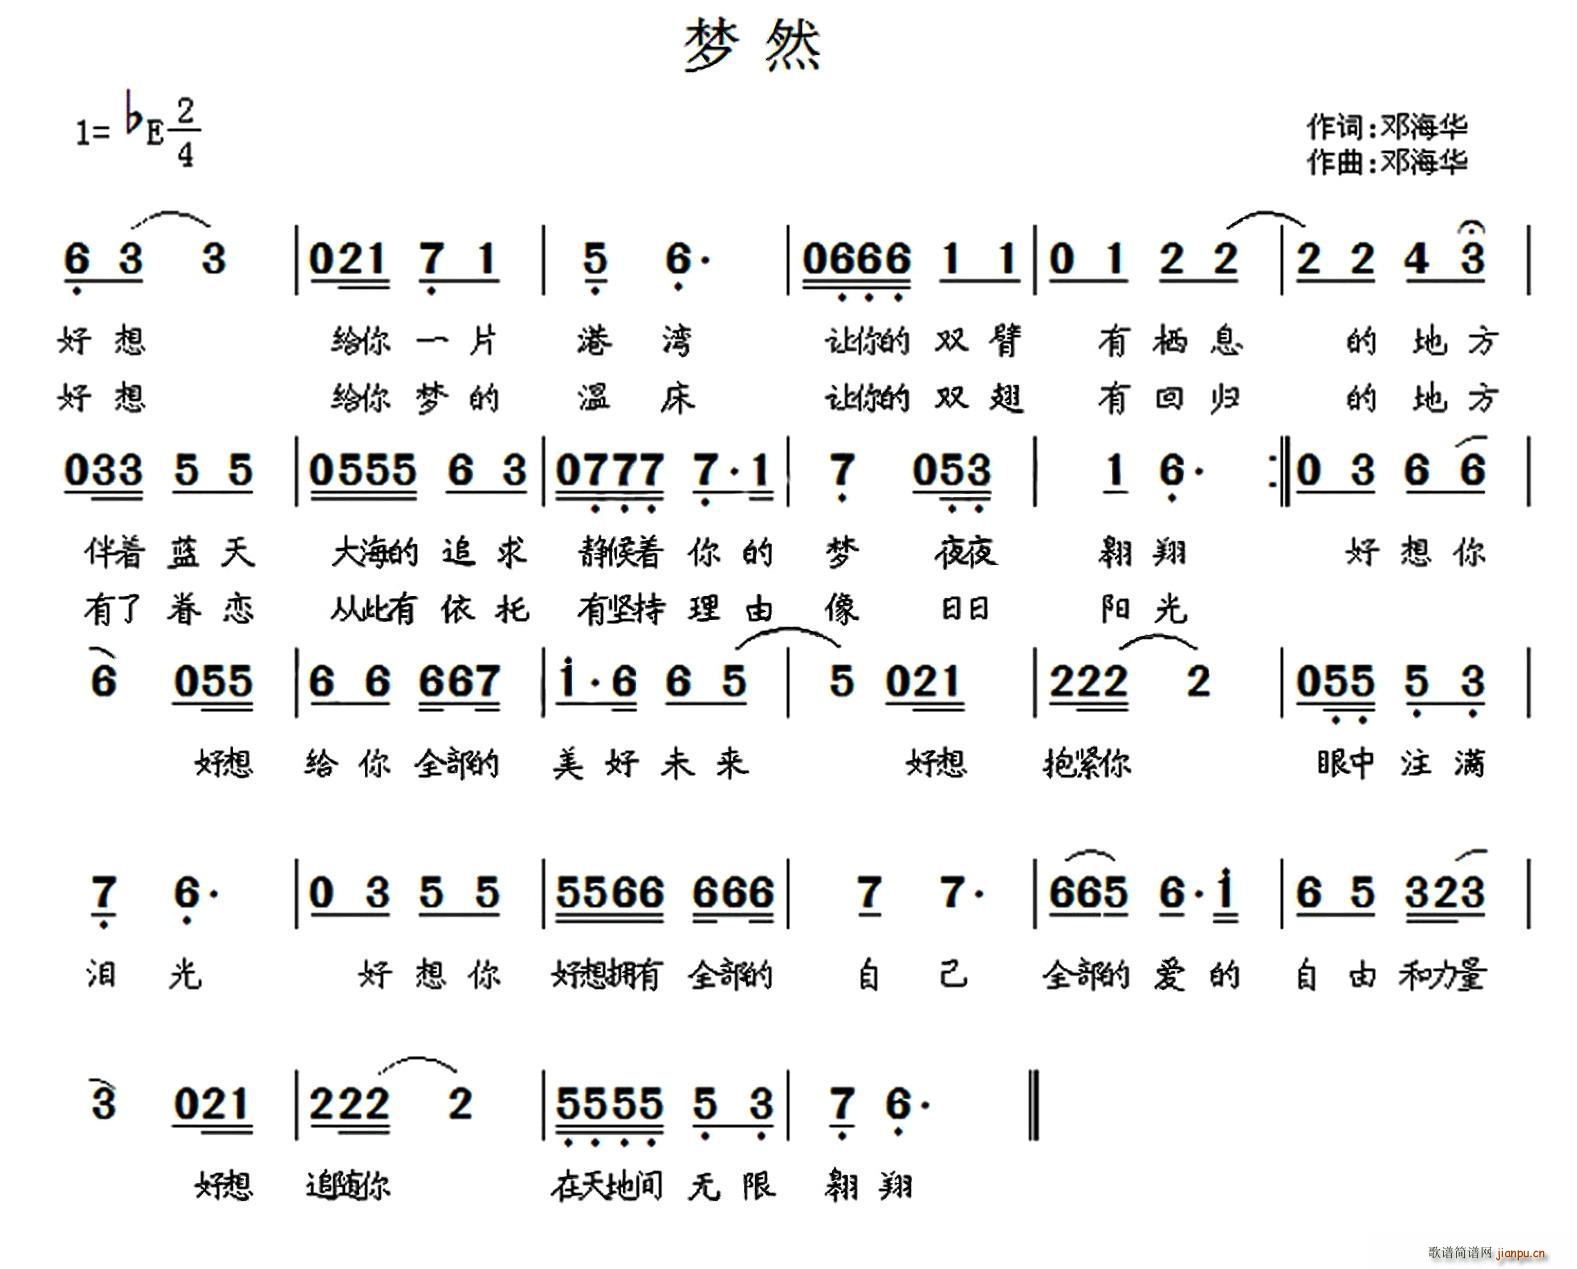 梦 然
1= ♭E 2/4
作词:邓海华
作曲:邓海华
6 3 3 | 021 7 1 | 5 6· | 0666 1 1 | 0 1 2 2 | 2 2 4 3 |
好 想 给你 一 片 港 湾 让你的 双 臂 有 栖 息 的 地 方
好 想 给你 梦 的 温 床 让你的 双 翅 有 回 归 的 地 方
033 5 5 | 0555 6 3 | 0777 7·1 | 7 053 | 1 6· :‖ 0 3 6 6 |
伴着 蓝 天 大海的 追 求 静候着 你 的 梦 夜夜 翱 翔 好 想 你
有了 眷 恋 从此有 依 托 有坚持 理 由 像 日日 阳 光
6 055 | 6 6 667 | 1·6 6 5 | 5 021 | 222 2 | 055 5 3 |
好想 给 你 全部的 美 好 未 来 好想 抱紧你 眼中 注 满
7 6· | 0 3 5 5 | 5566 666 | 7 7· | 665 6·1 | 6 5 323 |
泪 光 好 想 你 好想拥有 全部的 自 己 全部的 爱 的 自 由 和力量
3 021 | 222 2 | 5555 5 3 | 7 6· ‖
好想 追随你 在天地间 无 限 翱 翔
歌谱简谱网 jianpu.cn